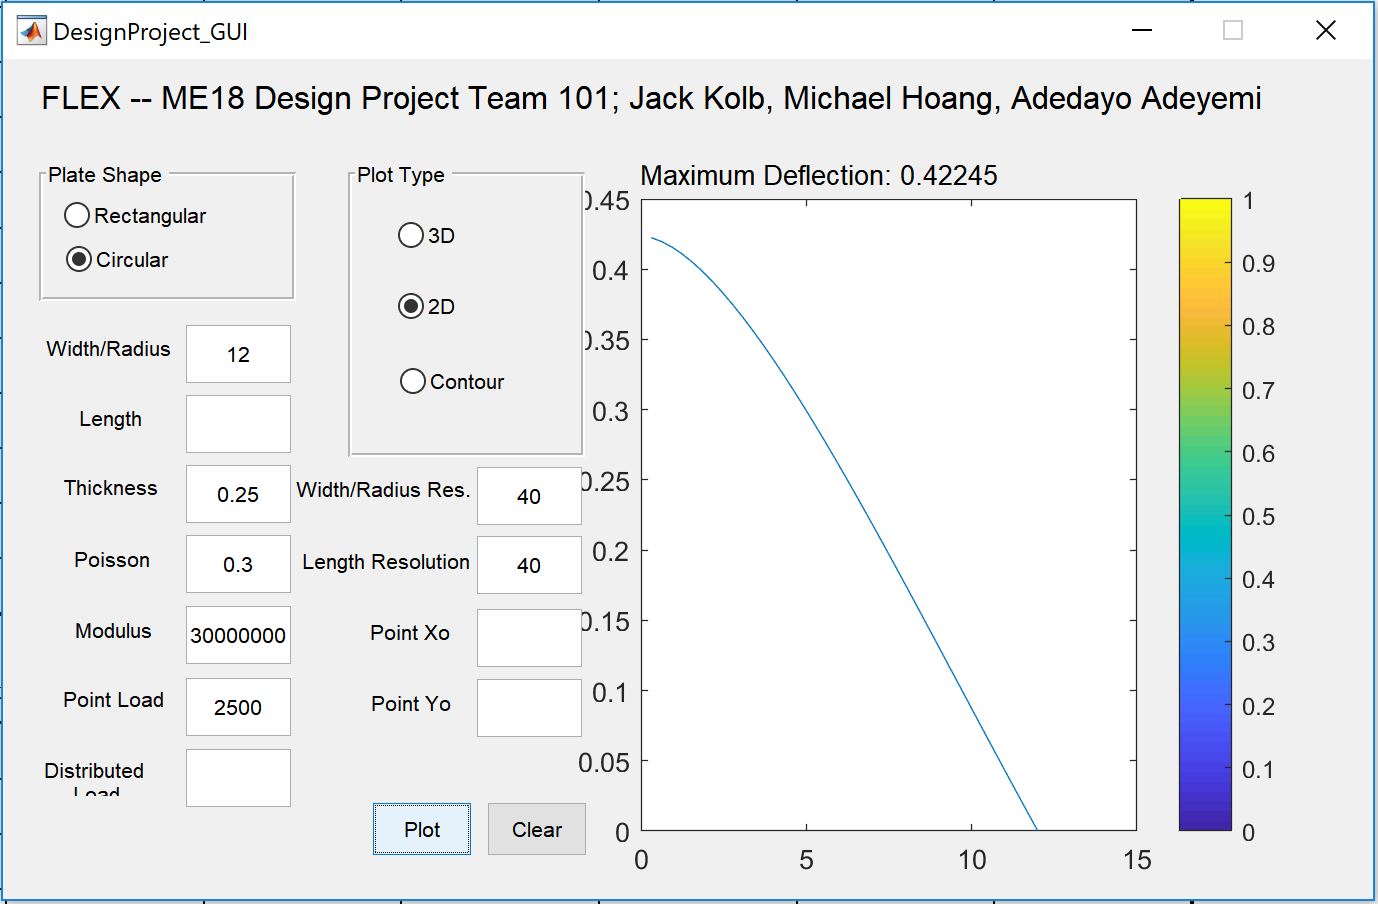 DesignProject_GUI
FLEX -- ME18 Design Project Team 101; Jack Kolb, Michael Hoang, Adedayo Adeyemi
Plate Shape
Rectangular
Circular
Plot Type
3D
2D
Contour
Width/Radius 12
Length
Thickness 0.25
Poisson 0.3
Modulus 30000000
Point Load 2500
Distributed
Load
Width/Radius Res. 40
Length Resolution 40
Point Xo
Point Yo
Plot
Clear
Maximum Deflection: 0.42245
0.45
0.4
0.35
0.3
0.25
0.2
0.15
0.1
0.05
0
0 5 10 15
1
0.9
0.8
0.7
0.6
0.5
0.4
0.3
0.2
0.1
0